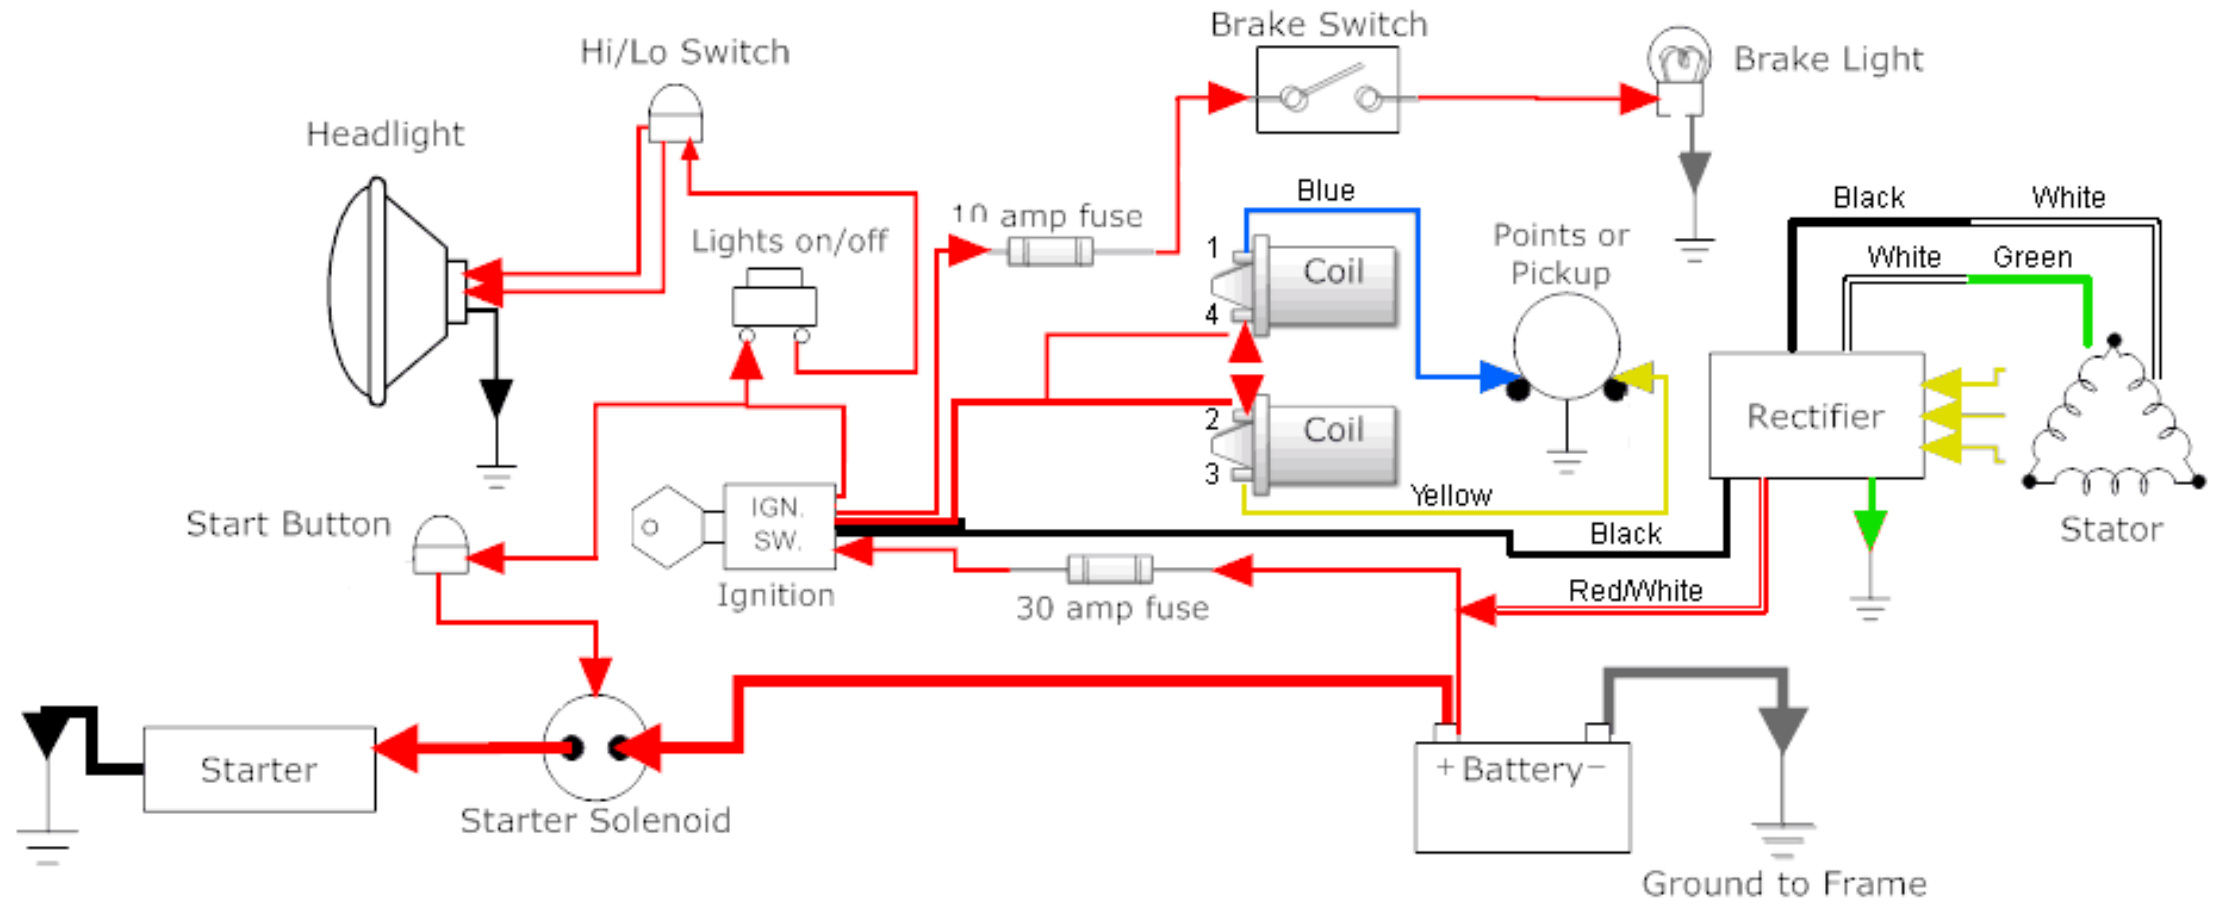 Brake Switch
Hi/Lo Switch
Brake Light
Headlight
Blue
Black
White
10 amp fuse
Lights on/off
1
Points or
Pickup
White
Green
Coil
4
2
Coil
Rectifier
3
Yellow
IGN.
SW.
Start Button
Black
Stator
Ignition
30 amp fuse
Red/White
Starter
+ Battery -
Starter Solenoid
Ground to Frame